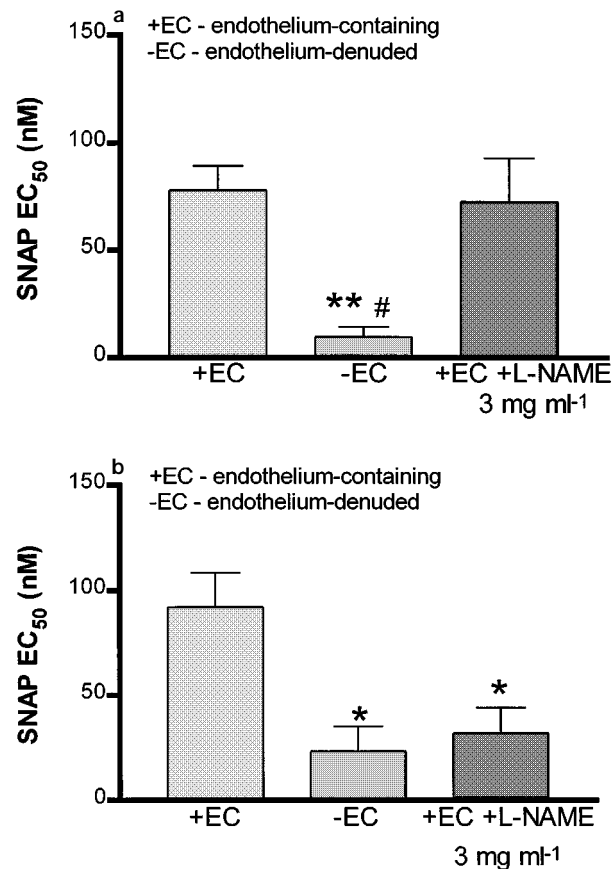 a
+EC - endothelium-containing
-EC - endothelium-denuded
SNAP EC50 (nM)
150
100
50
0
** #
+EC -EC +EC +L-NAME
3 mg ml-1
b
+EC - endothelium-containing
-EC - endothelium-denuded
SNAP EC50 (nM)
150
100
50
0
* *
+EC -EC +EC +L-NAME
3 mg ml-1